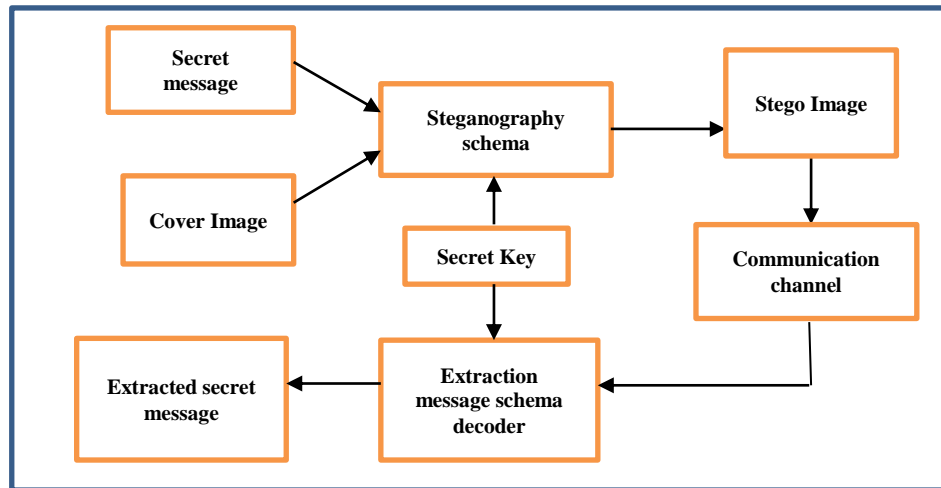 Secret
message
Steganography
schema
Stego Image
Cover Image
Secret Key
Communication
channel
Extracted secret
message
Extraction
message schema
decoder